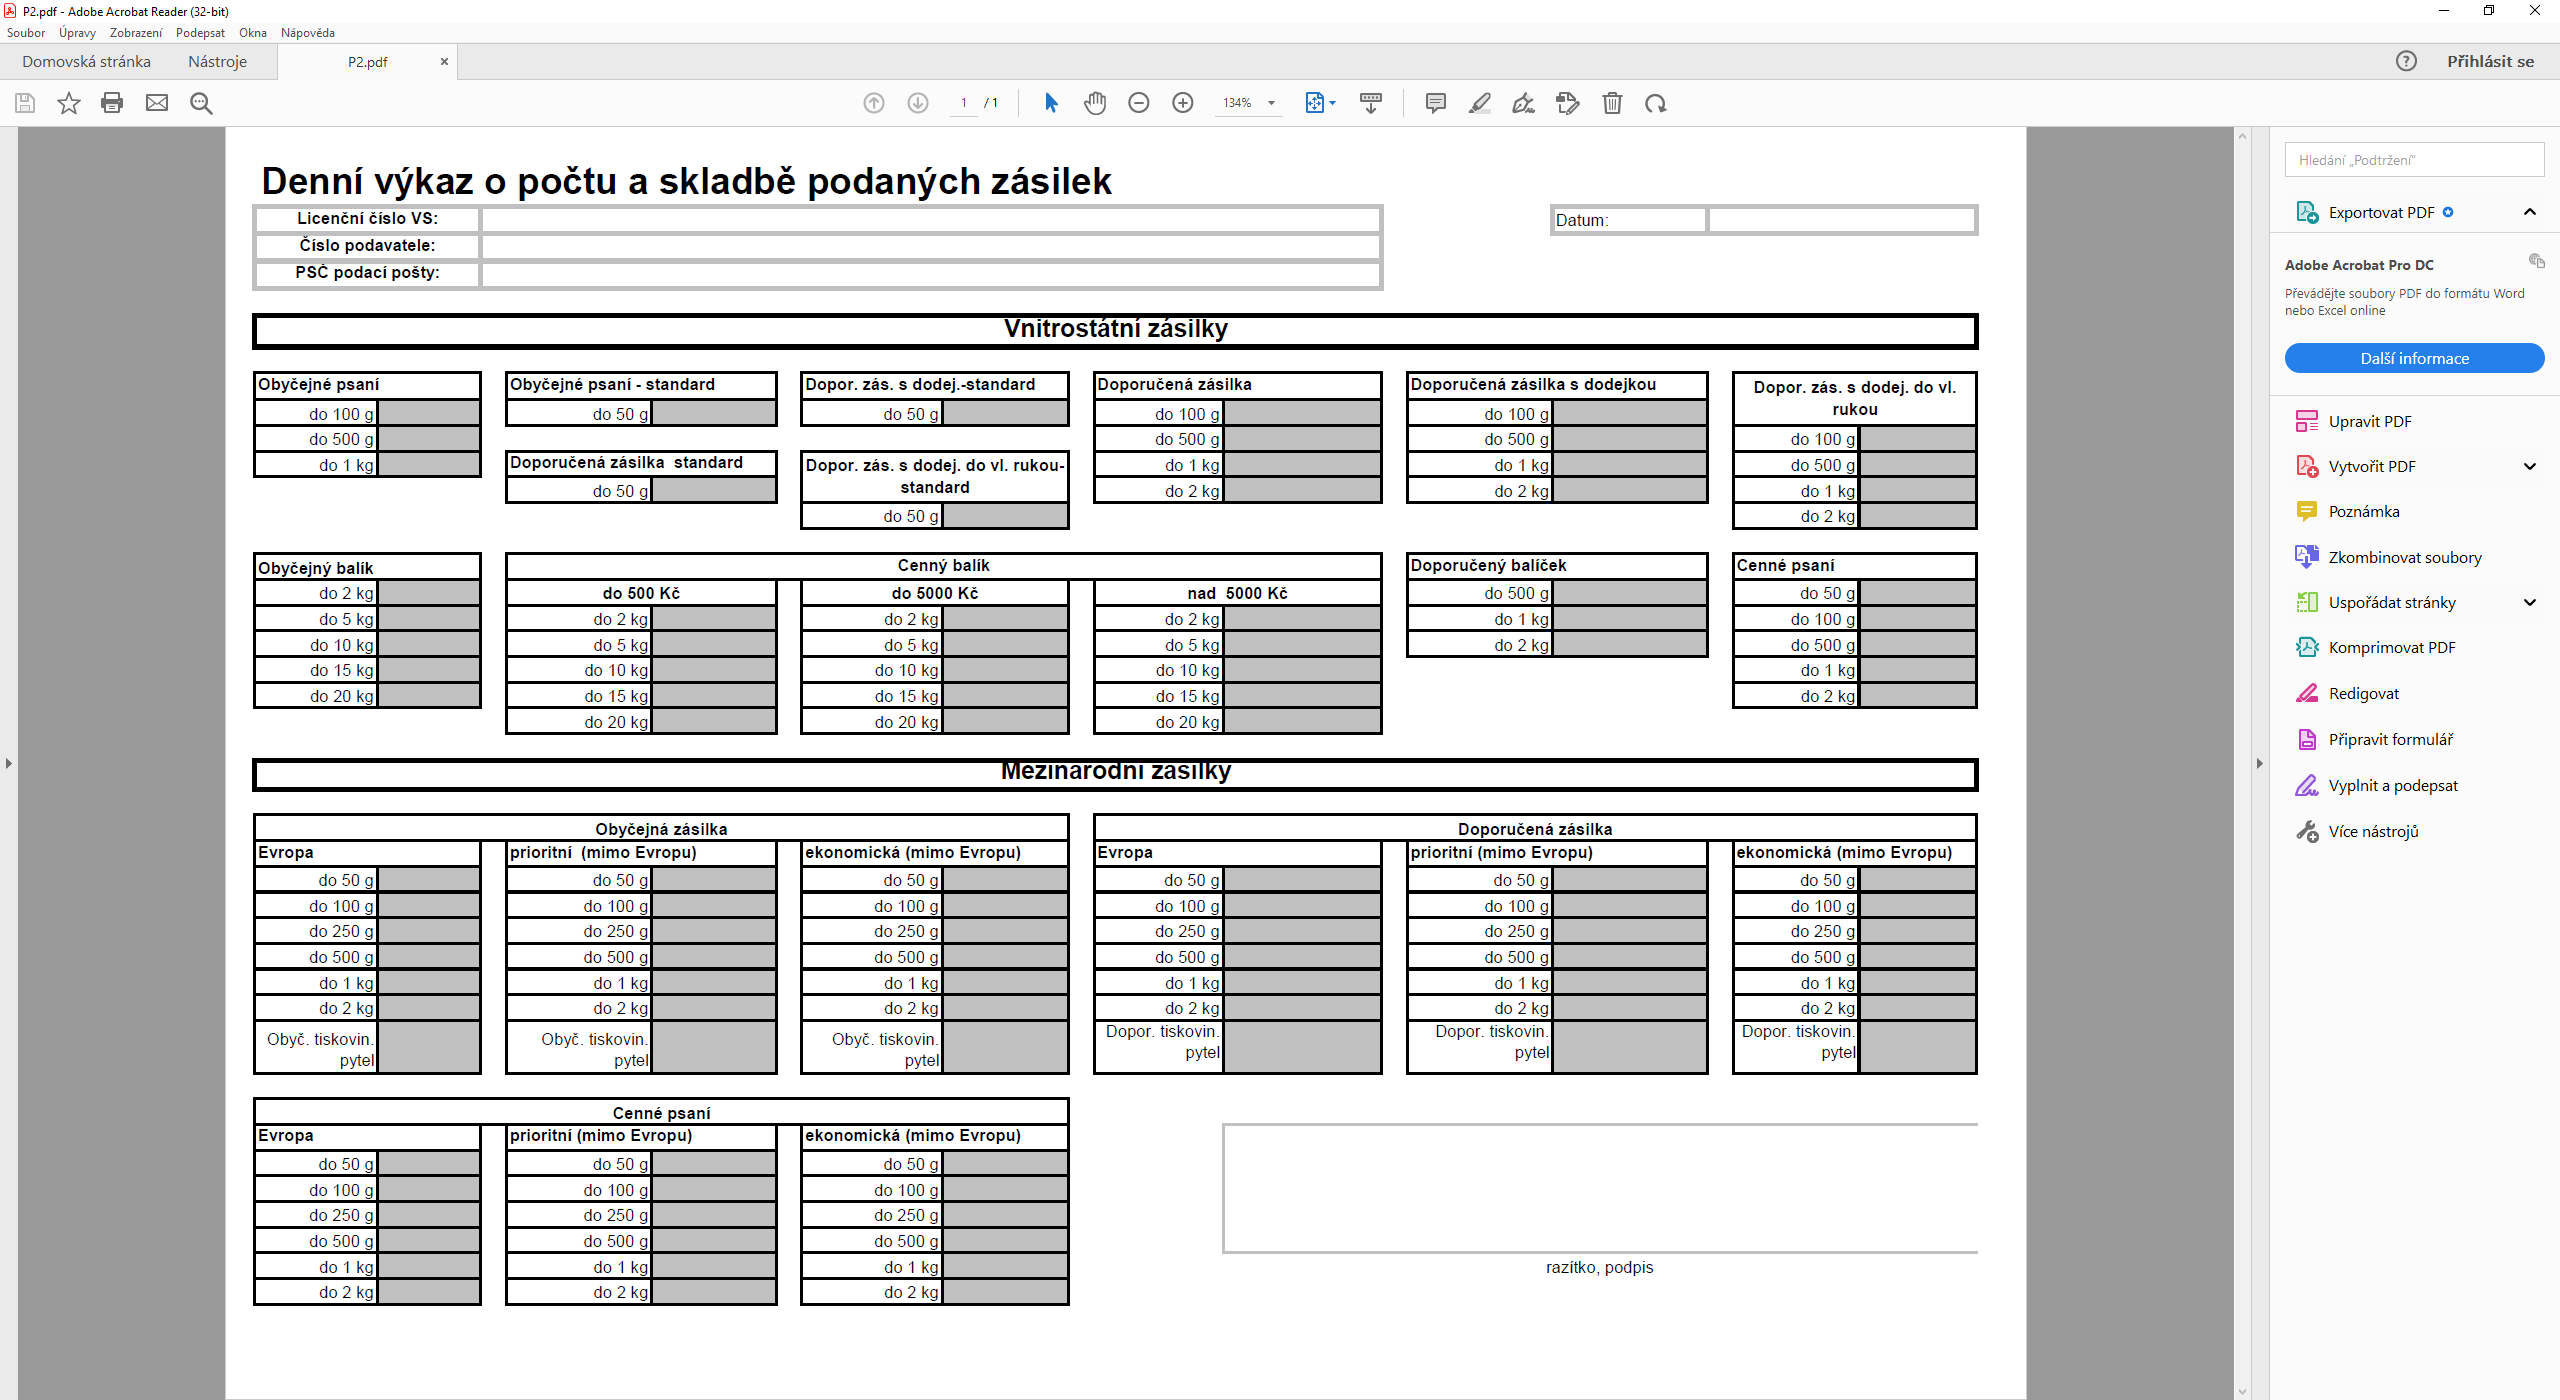 P2.pdf - Adobe Acrobat Reader (32-bit)
Soubor Úpravy Zobrazení Podepsat Okna Nápověda
Domovská stránka Nástroje P2.pdf × Přihlásit se
1 / 1 134%
Denní výkaz o počtu a skladbě podaných zásilek
Licenční číslo VS:
Datum:
Číslo podavatele:
PSČ podací pošty:
Vnitrostátní zásilky
Obyčejné psaní
do 100 g
do 500 g
do 1 kg
Obyčejné psaní - standard
do 50 g
Doporučená zásilka standard
do 50 g
Dopor. zás. s dodej.-standard
do 50 g
Dopor. zás. s dodej. do vl. rukou-
standard
do 50 g
Doporučená zásilka
do 100 g
do 500 g
do 1 kg
do 2 kg
Doporučená zásilka s dodejkou
do 100 g
do 500 g
do 1 kg
do 2 kg
Dopor. zás. s dodej. do vl.
rukou
do 100 g
do 500 g
do 1 kg
do 2 kg
Obyčejný balík
do 2 kg
do 5 kg
do 10 kg
do 15 kg
do 20 kg
Cenný balík
do 500 Kč
do 2 kg
do 5 kg
do 10 kg
do 15 kg
do 20 kg
do 5000 Kč
do 2 kg
do 5 kg
do 10 kg
do 15 kg
do 20 kg
nad 5000 Kč
do 2 kg
do 5 kg
do 10 kg
do 15 kg
do 20 kg
Doporučený balíček
do 500 g
do 1 kg
do 2 kg
Cenné psaní
do 50 g
do 100 g
do 500 g
do 1 kg
do 2 kg
Mezinárodní zásilky
Obyčejná zásilka
Evropa
do 50 g
do 100 g
do 250 g
do 500 g
do 1 kg
do 2 kg
Obyč. tiskovin.
pytel
prioritní (mimo Evropu)
do 50 g
do 100 g
do 250 g
do 500 g
do 1 kg
do 2 kg
Obyč. tiskovin.
pytel
ekonomická (mimo Evropu)
do 50 g
do 100 g
do 250 g
do 500 g
do 1 kg
do 2 kg
Obyč. tiskovin.
pytel
Doporučená zásilka
Evropa
do 50 g
do 100 g
do 250 g
do 500 g
do 1 kg
do 2 kg
Dopor. tiskovin.
pytel
prioritní (mimo Evropu)
do 50 g
do 100 g
do 250 g
do 500 g
do 1 kg
do 2 kg
Dopor. tiskovin.
pytel
ekonomická (mimo Evropu)
do 50 g
do 100 g
do 250 g
do 500 g
do 1 kg
do 2 kg
Dopor. tiskovin.
pytel
Cenné psaní
Evropa
do 50 g
do 100 g
do 250 g
do 500 g
do 1 kg
do 2 kg
prioritní (mimo Evropu)
do 50 g
do 100 g
do 250 g
do 500 g
do 1 kg
do 2 kg
ekonomická (mimo Evropu)
do 50 g
do 100 g
do 250 g
do 500 g
do 1 kg
do 2 kg
razítko, podpis
Hledání „Podtržení"
Exportovat PDF
Adobe Acrobat Pro DC
Převádějte soubory PDF do formátu Word
nebo Excel online
Další informace
Upravit PDF
Vytvořit PDF
Poznámka
Zkombinovat soubory
Uspořádat stránky
Komprimovat PDF
Redigovat
Připravit formulář
Vyplnit a podepsat
Více nástrojů